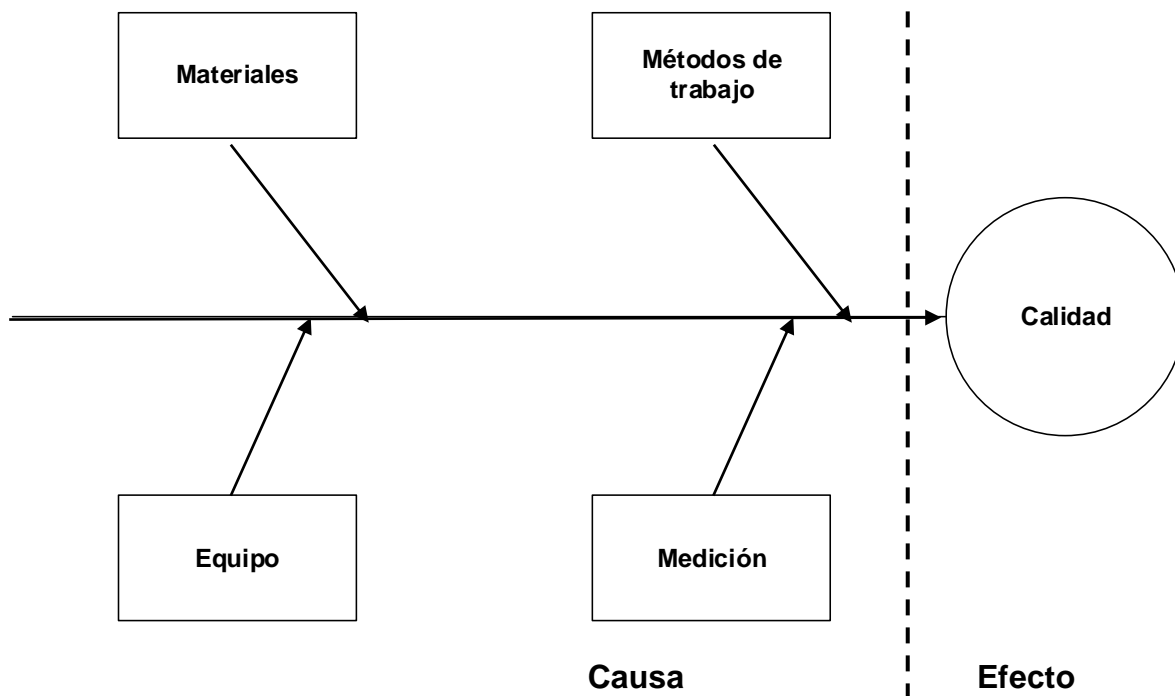 Materiales
Métodos de
trabajo
Calidad
Equipo
Medición
Causa
Efecto